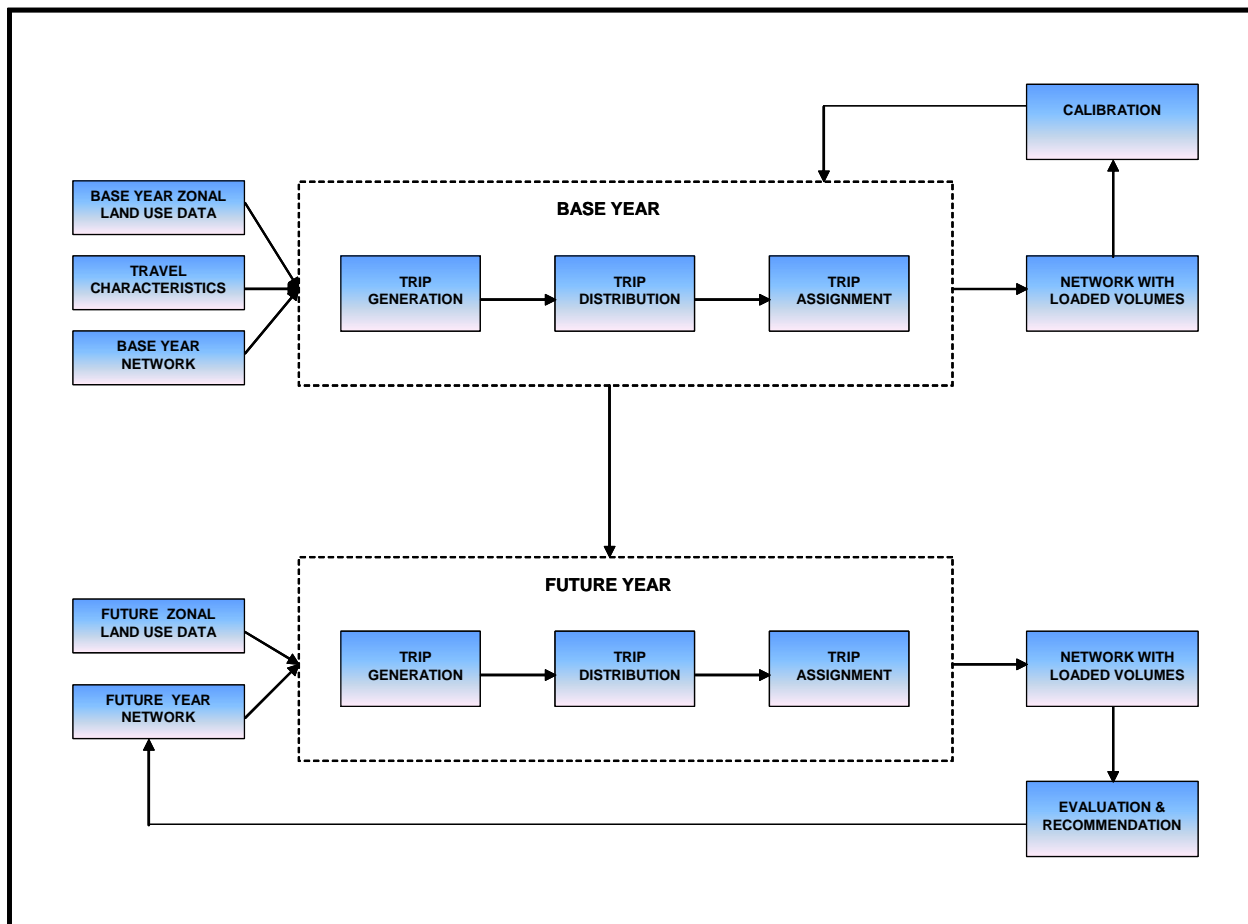 CALIBRATION
BASE YEAR ZONAL
LAND USE DATA
TRAVEL
CHARACTERISTICS
BASE YEAR
NETWORK
BASE YEAR
TRIP
GENERATION
TRIP
DISTRIBUTION
TRIP
ASSIGNMENT
NETWORK WITH
LOADED VOLUMES
FUTURE ZONAL
LAND USE DATA
FUTURE YEAR
NETWORK
FUTURE YEAR
TRIP
GENERATION
TRIP
DISTRIBUTION
TRIP
ASSIGNMENT
NETWORK WITH
LOADED VOLUMES
EVALUATION &
RECOMMENDATION